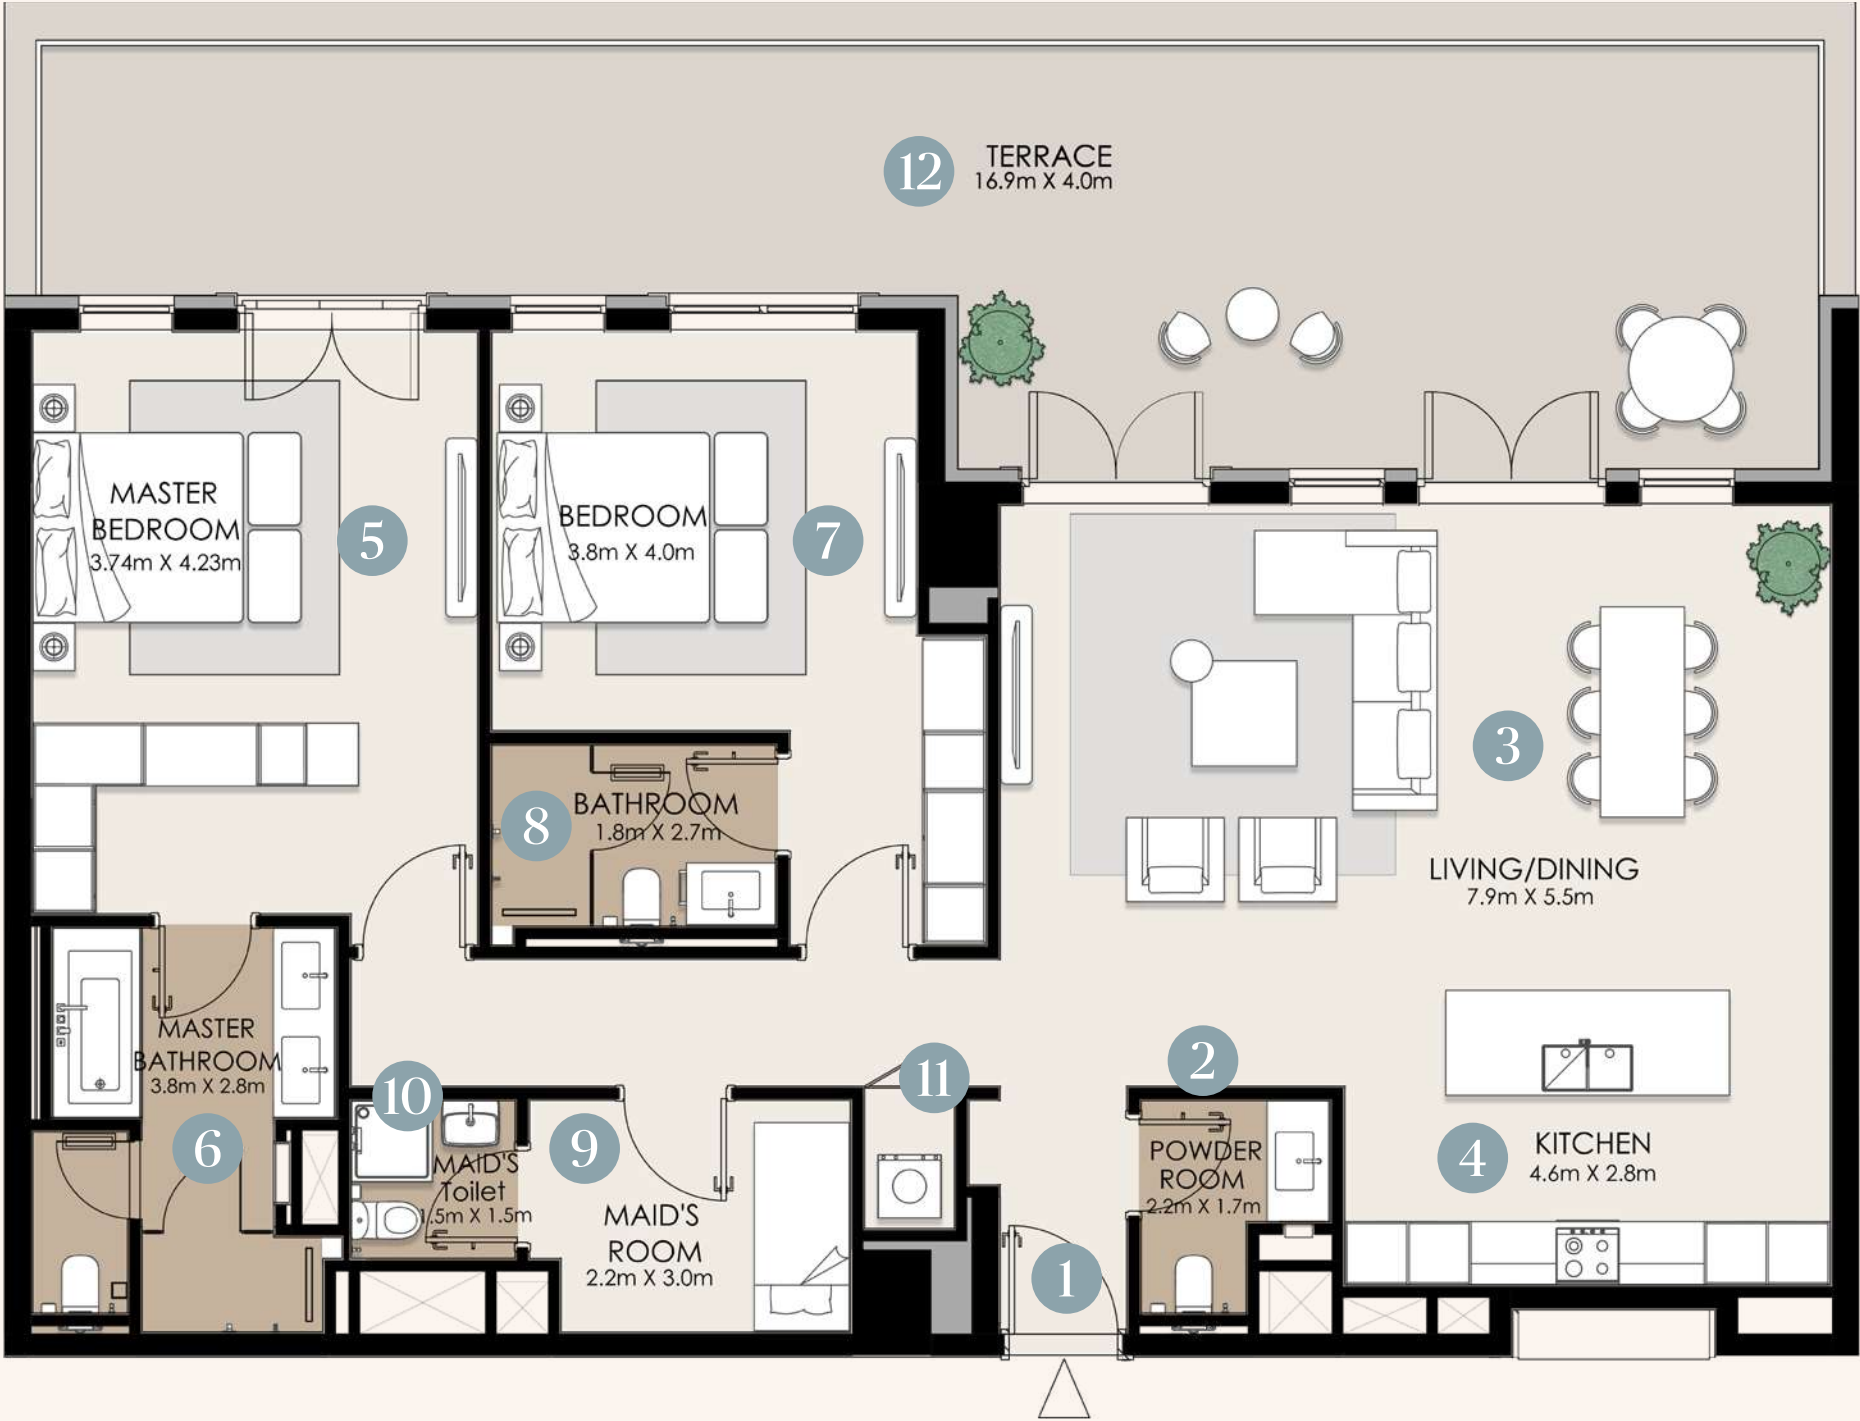 12
TERRACE
16.9m X 4.0m
MASTER
BEDROOM
3.74m X 4.23m
5
BEDROOM
3.8m X 4.0m
7
3
LIVING/DINING
7.9m X 5.5m
8
BATHROOM
1.8m X 2.7m
MASTER
BATHROOM
3.8m X 2.8m
6
10
MAID'S
Toilet
1.5m X 1.5m
9
MAID'S
ROOM
2.2m X 3.0m
11
2
POWDER
ROOM
2.2m X 1.7m
4
KITCHEN
4.6m X 2.8m
1